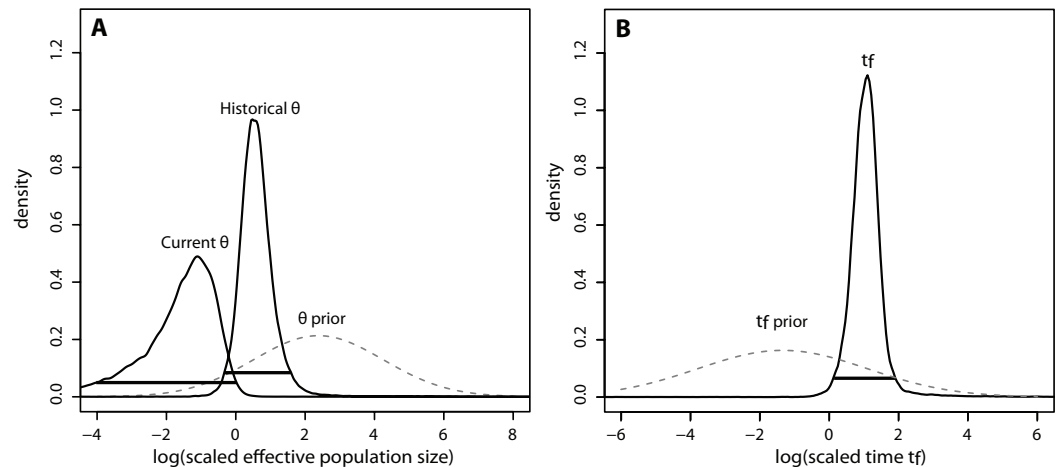 A
1.2
1.0
0.8
0.6
0.4
0.2
0.0
density
Historical θ
Current θ
θ prior
−4
−2
0
2
4
6
8
log(scaled effective population size)
B
1.2
1.0
0.8
0.6
0.4
0.2
0.0
density
tf
tf prior
−6
−4
−2
0
2
4
6
log(scaled time tf)